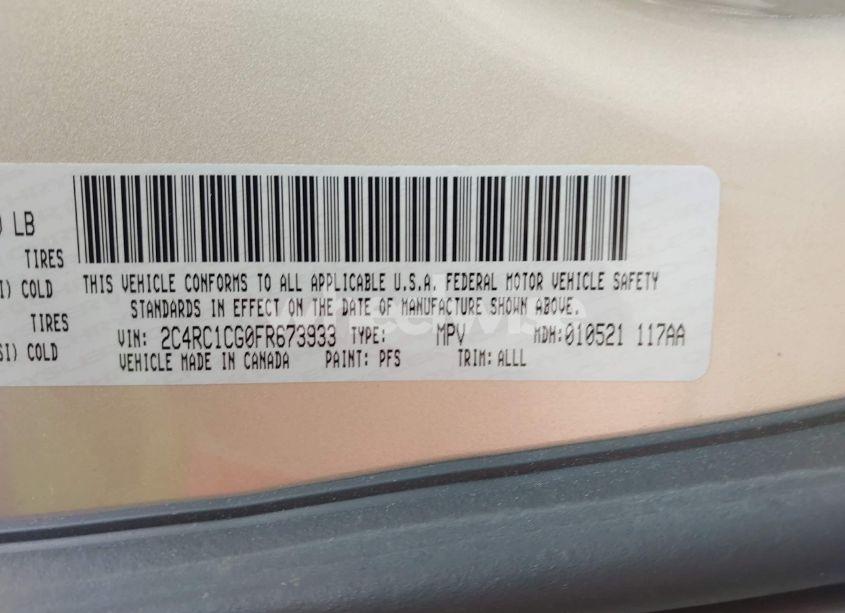 LB
TIRES
SI) COLD
TIRES
SI) COLD
THIS VEHICLE CONFORMS TO ALL APPLICABLE U.S.A. FEDERAL MOTOR VEHICLE SAFETY
STANDARDS IN EFFECT ON THE DATE OF MANUFACTURE SHOWN ABOVE.
VIN: 2C4RC1CG0FR673933 TYPE: MPV MDH:010521 117AA
VEHICLE MADE IN CANADA PAINT: PFS TRIM: ALLL